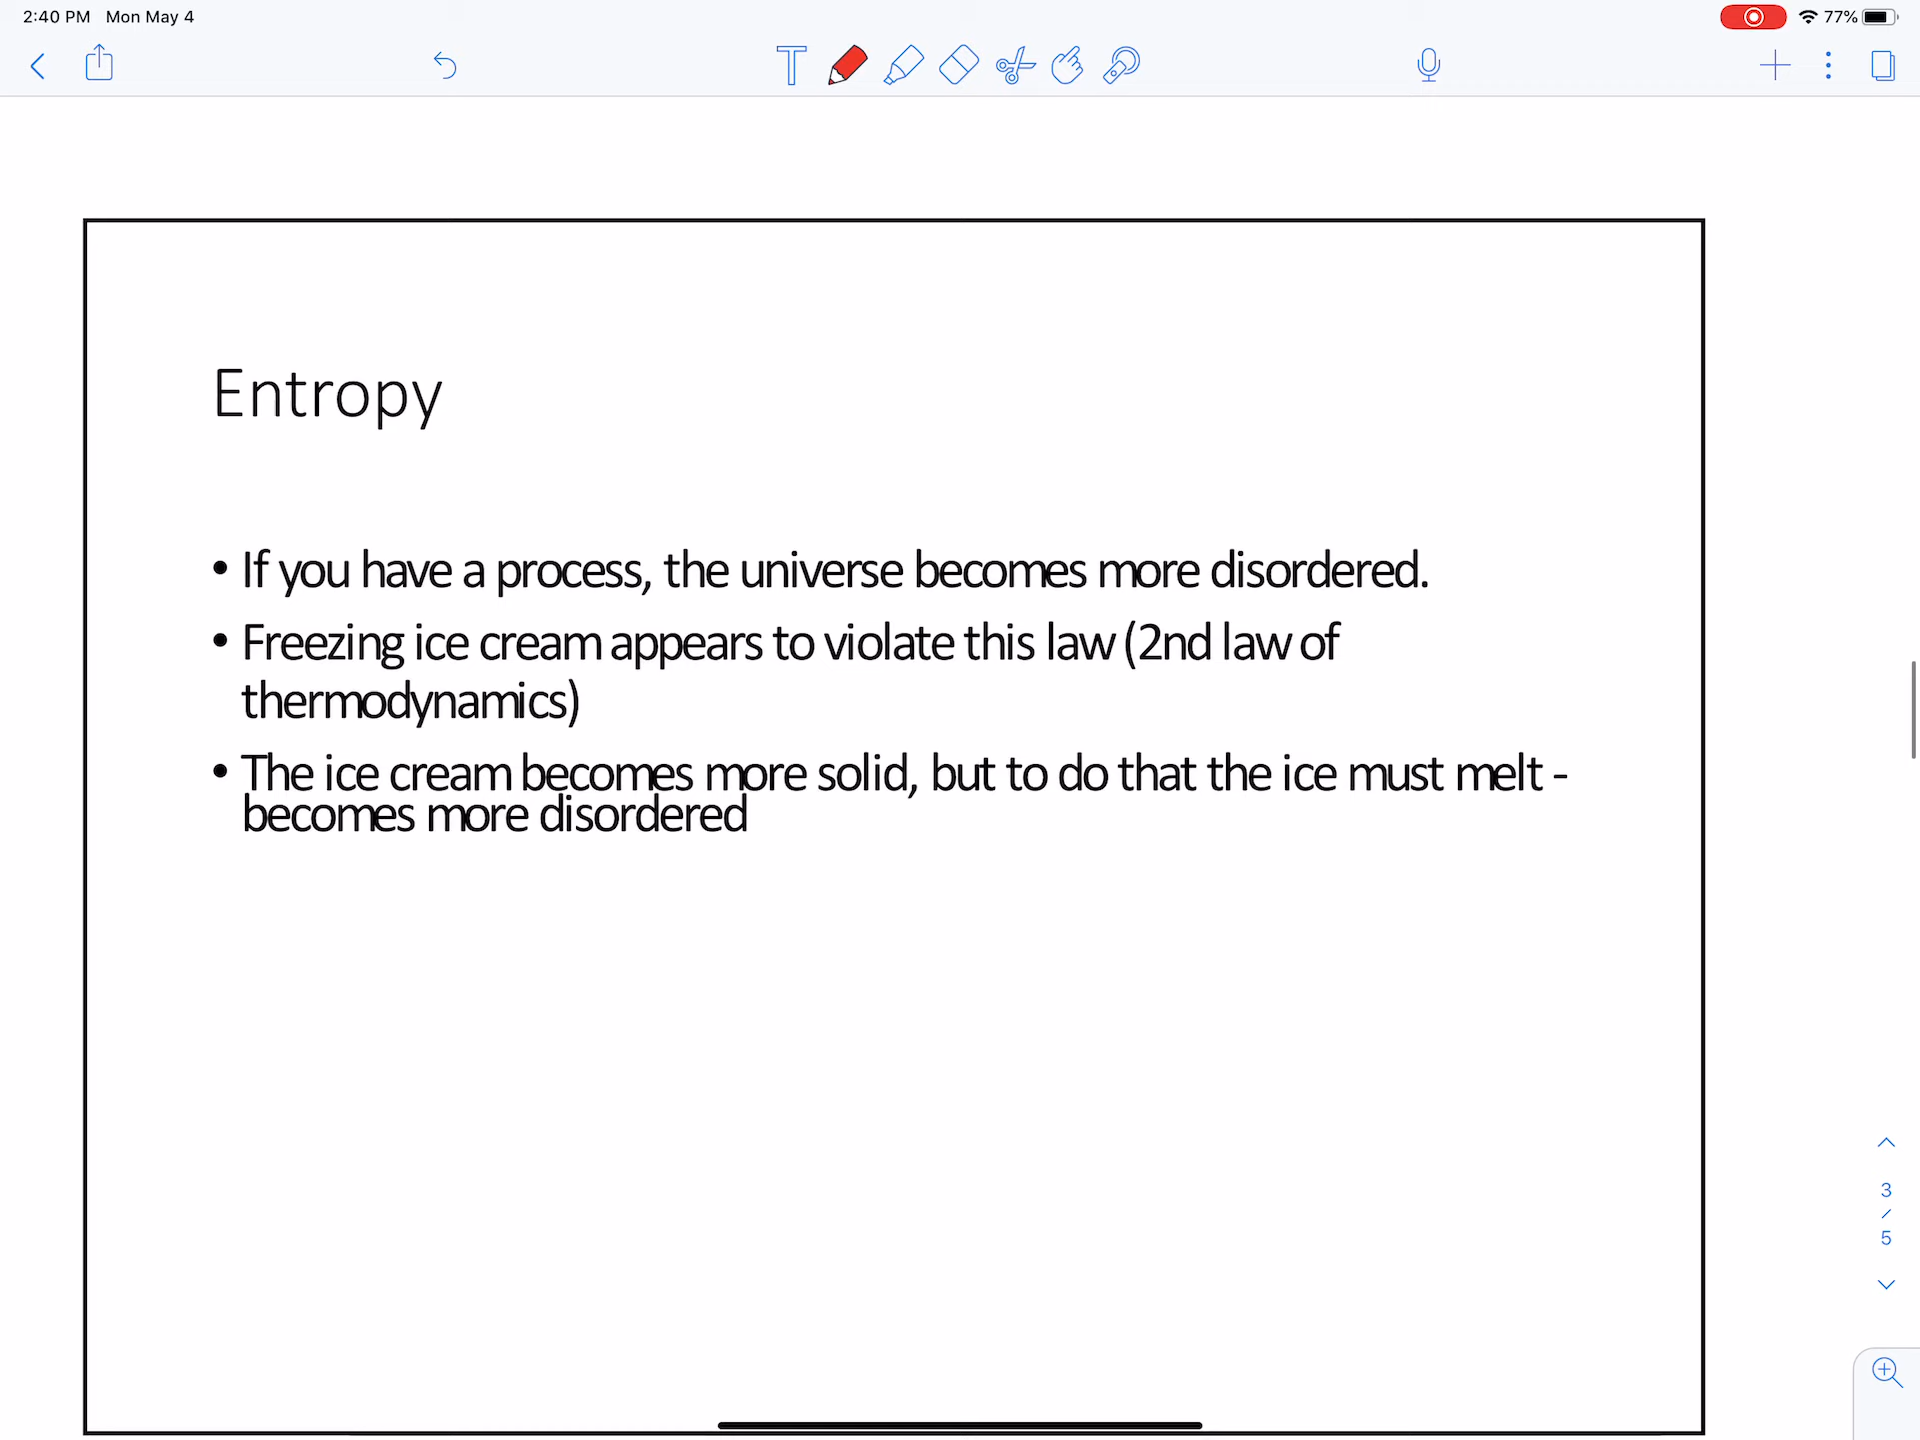 2:40 PM Mon May 4
77%
T
Entropy
• If you have a process, the universe becomes more disordered.
• Freezing ice cream appears to violate this law (2nd law of
thermodynamics)
• The ice cream becomes more solid, but to do that the ice must melt -
becomes more disordered
3
/
5